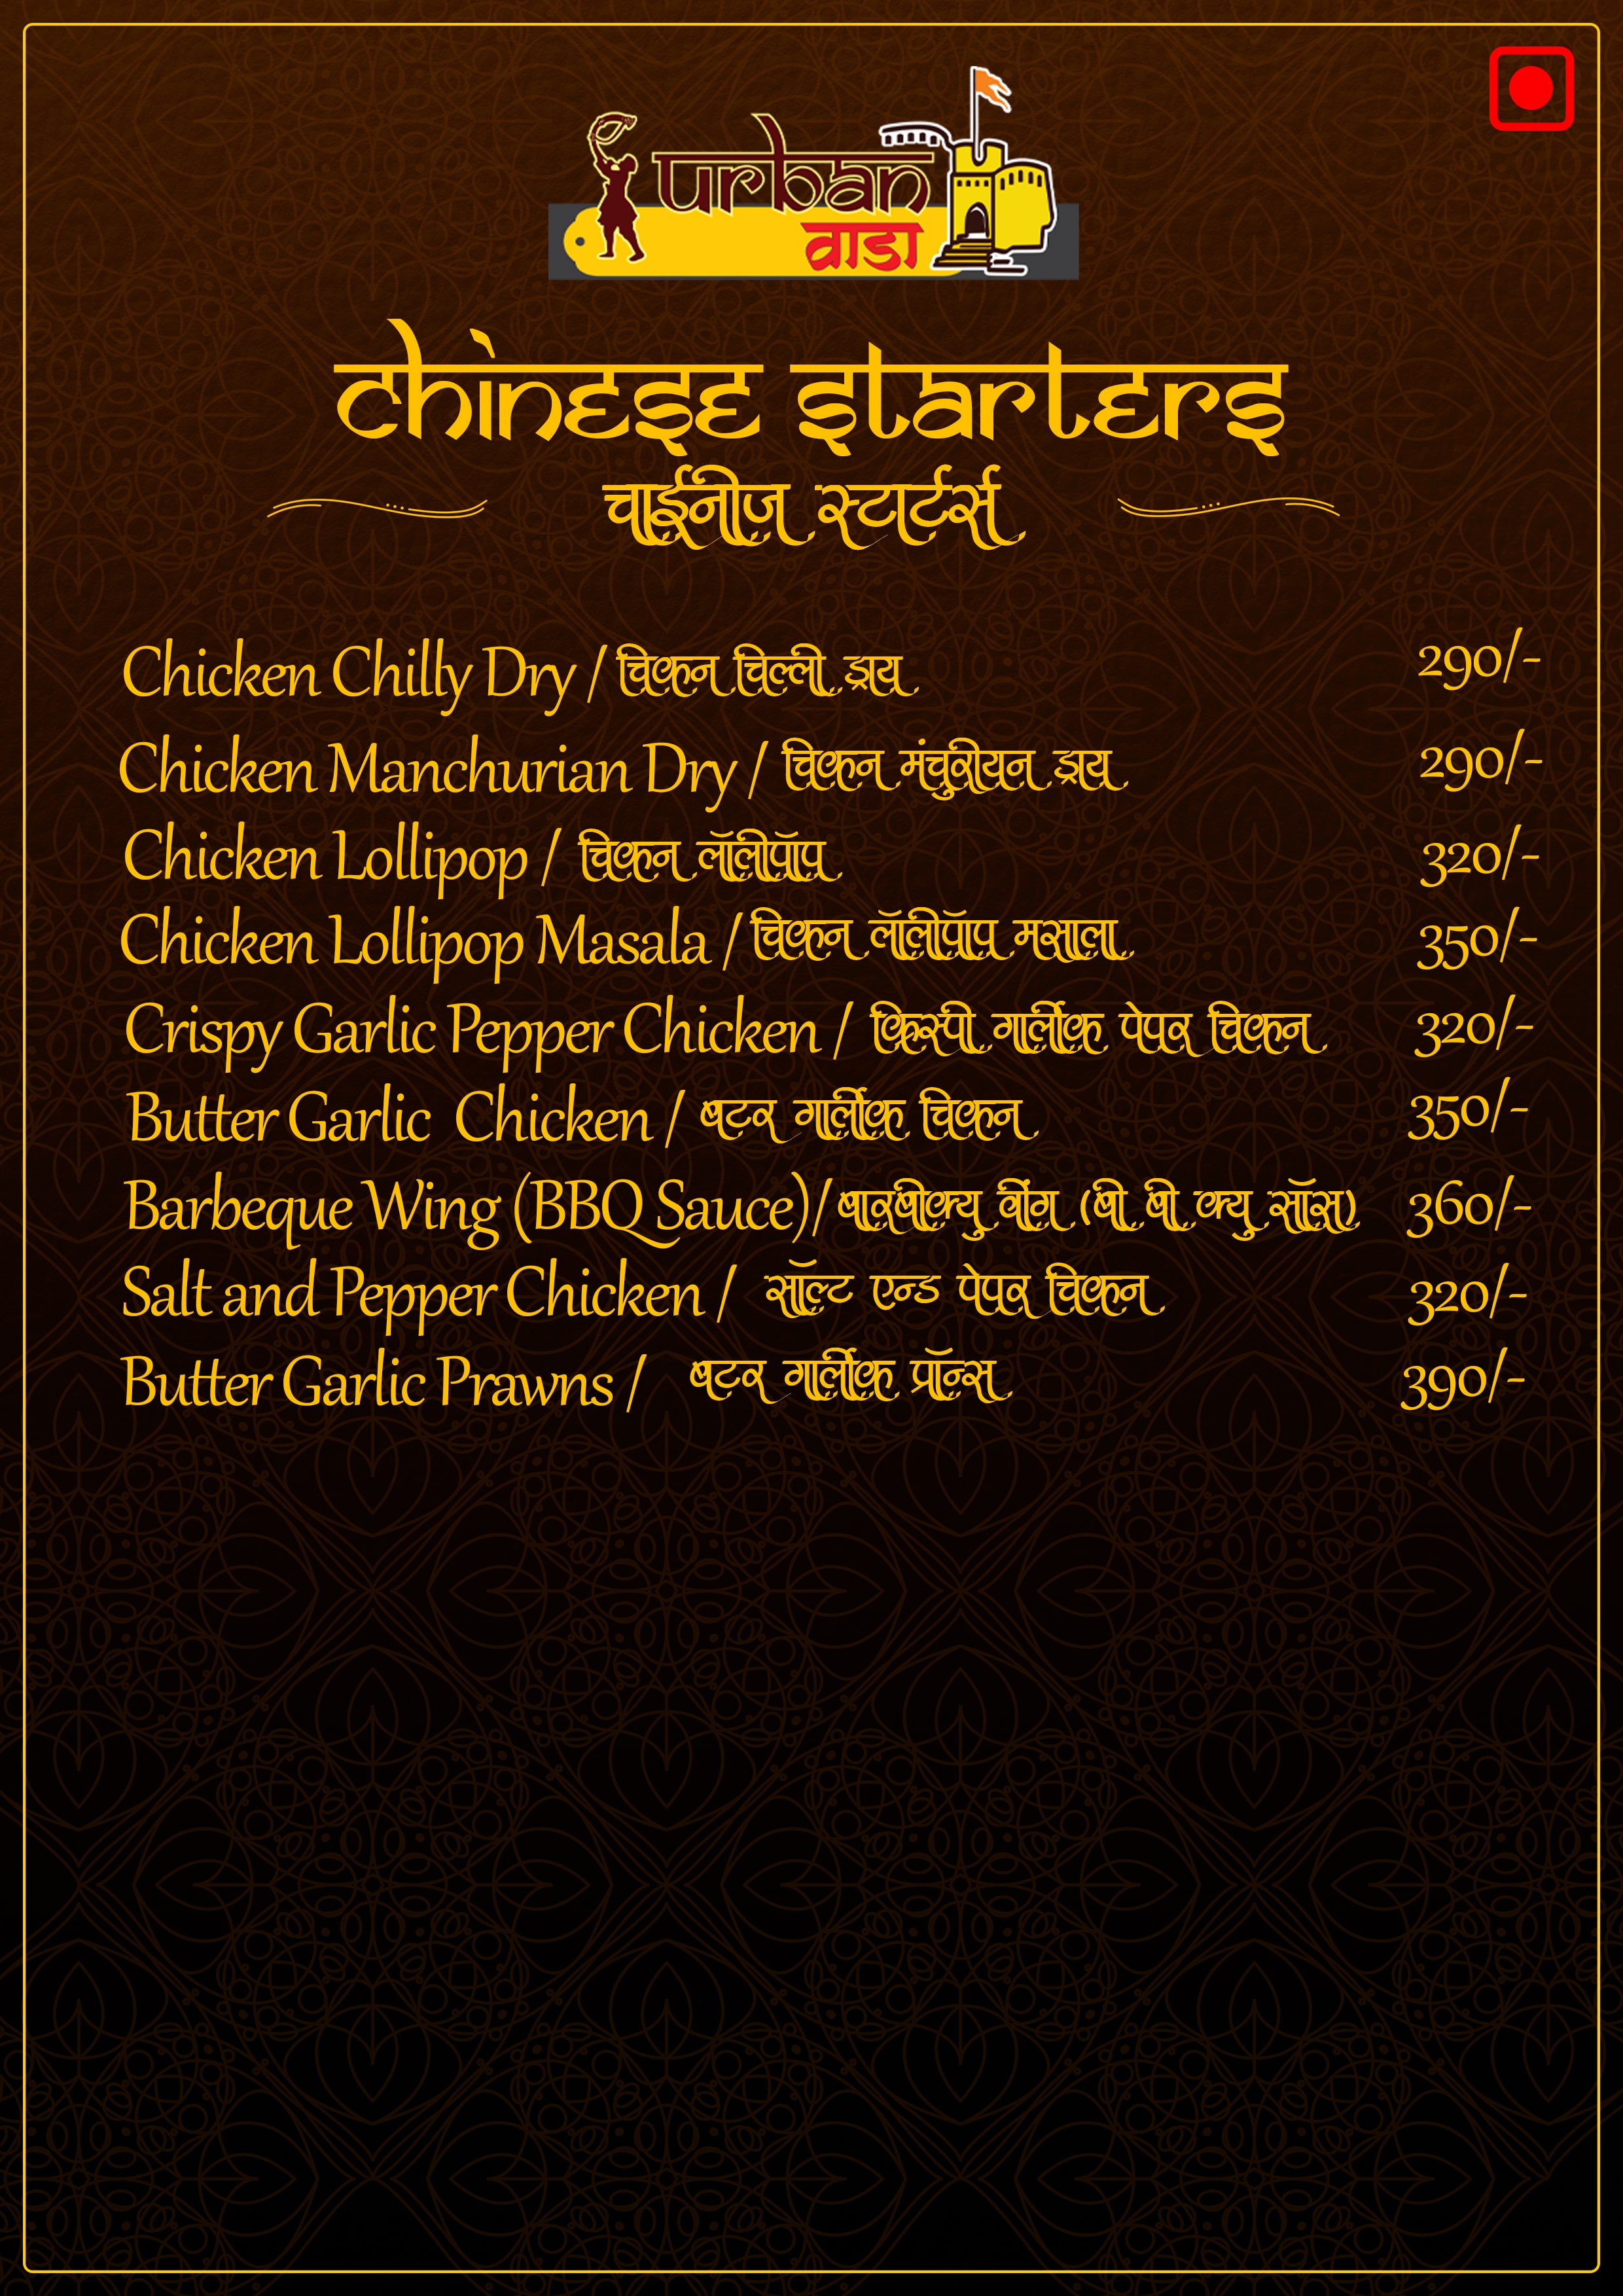 urban
वाडा
Chinese Starters
चाईनीज स्टार्टर्स
Chicken Chilly Dry / चिकन चिल्ली ड्राय 290/-
Chicken Manchurian Dry / चिकन मंचुरीयन ड्राय 290/-
Chicken Lollipop / चिकन लॉलीपॉप 320/-
Chicken Lollipop Masala / चिकन लॉलीपॉप मसाला 350/-
Crispy Garlic Pepper Chicken / क्रिस्पी गार्लीक पेपर चिकन 320/-
Butter Garlic Chicken / बटर गार्लीक चिकन 350/-
Barbeque Wing (BBQ Sauce)/ बारबीक्यु वींग (बी बी क्यु सॉस) 360/-
Salt and Pepper Chicken / सॉल्ट एन्ड पेपर चिकन 320/-
Butter Garlic Prawns / बटर गार्लीक प्रॉन्स 390/-